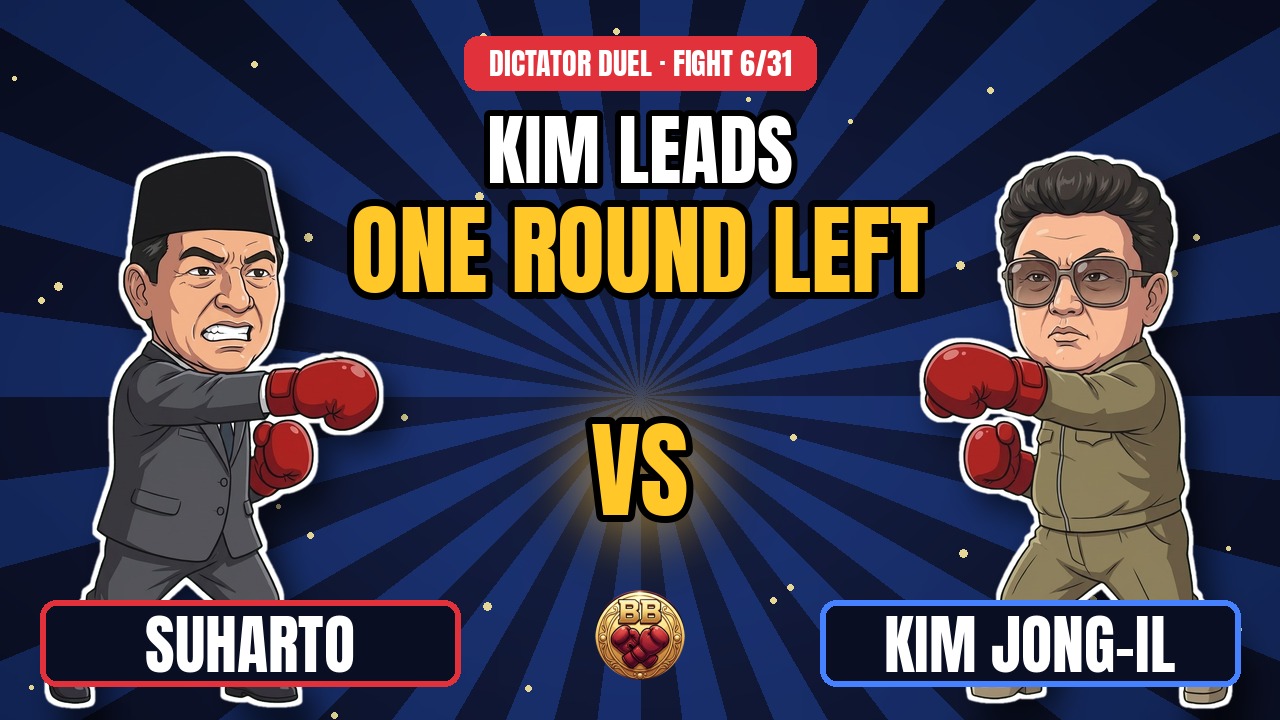 DICTATOR DUEL · FIGHT 6/31
KIM LEADS
ONE ROUND LEFT
VS
BB
SUHARTO
KIM JONG-IL